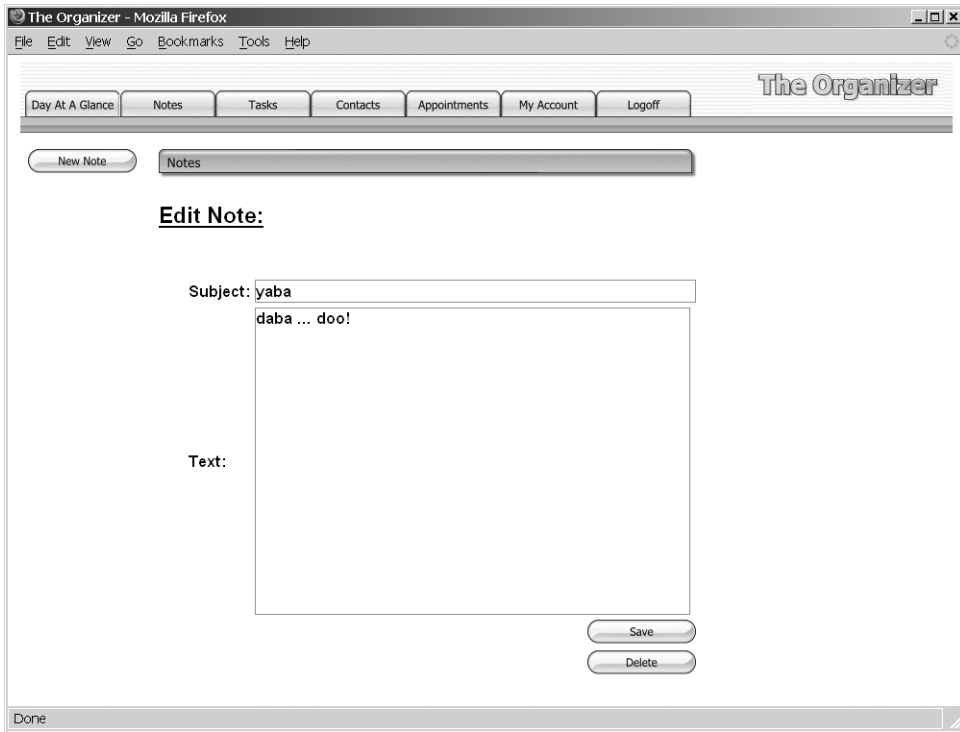 The Organizer - Mozilla Firefox
File Edit View Go Bookmarks Tools Help
The Organizer
Day At A Glance Notes Tasks Contacts Appointments My Account Logoff
New Note Notes
Edit Note:
Subject: yaba
daba ... doo!
Text:
Save
Delete
Done